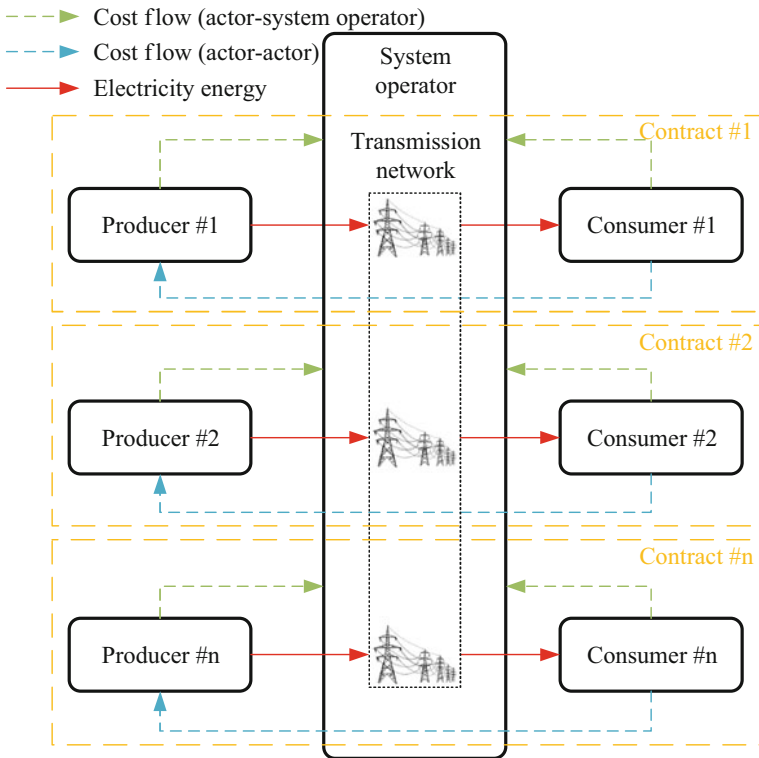 Cost flow (actor-system operator)
Cost flow (actor-actor)
Electricity energy
System
operator
Contract #1
Transmission
network
Producer #1
Consumer #1
Contract #2
Producer #2
Consumer #2
Contract #n
Producer #n
Consumer #n